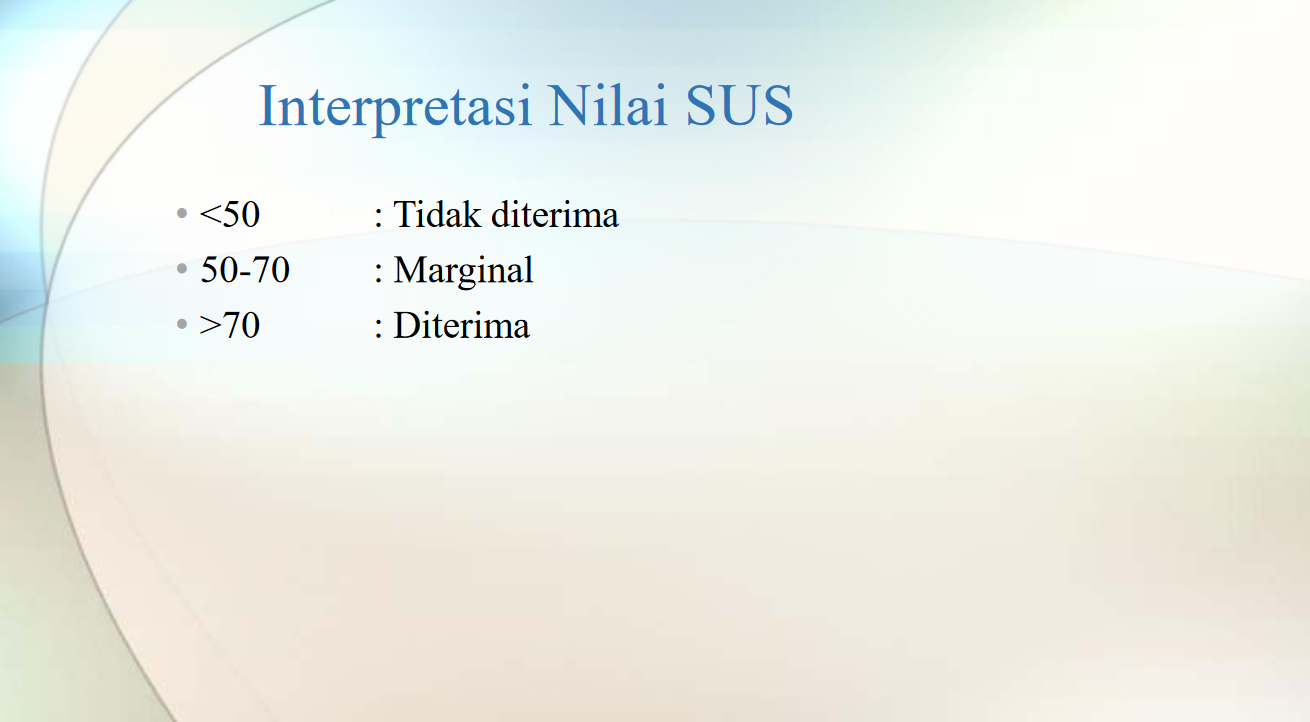 Interpretasi Nilai SUS
• <50 : Tidak diterima
• 50-70 : Marginal
• >70 : Diterima